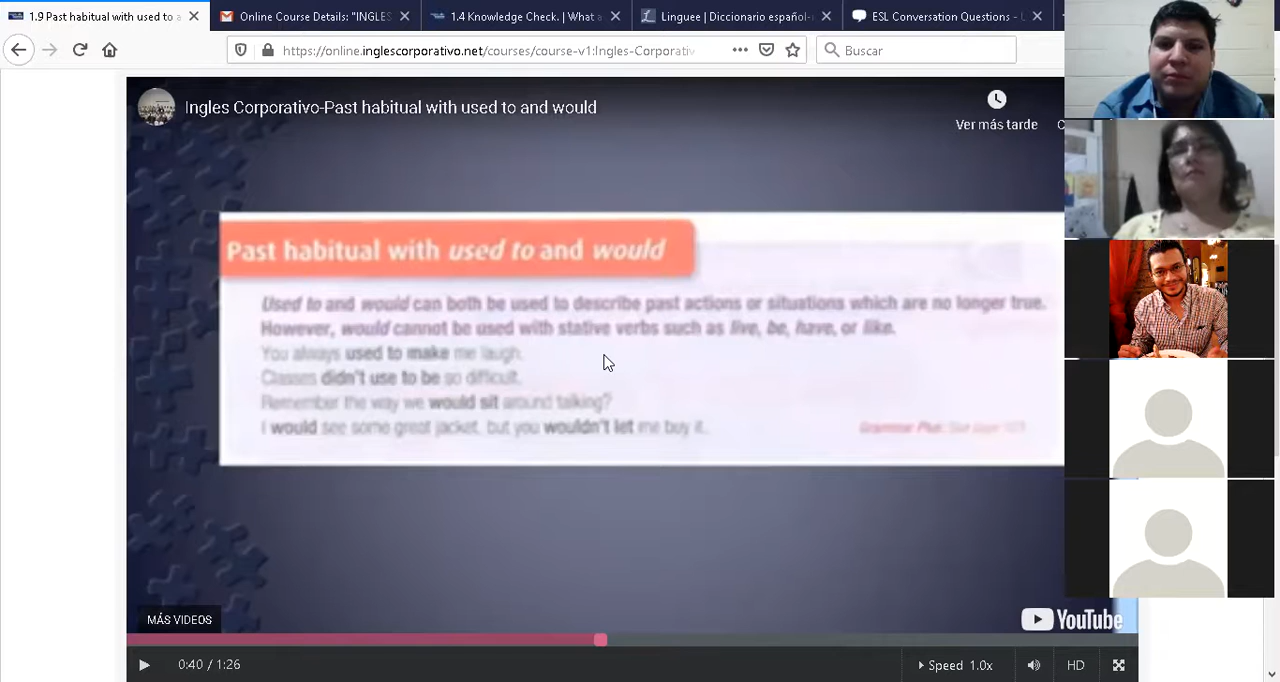 1.9 Past habitual with used to a
Online Course Details: "INGLES
1.4 Knowledge Check. | What a
Linguee | Diccionario español-
ESL Conversation Questions - L
https://online.inglescorporativo.net/courses/course-v1:Ingles-Corporativ
Buscar
Ingles Corporativo-Past habitual with used to and would
Ver más tarde
Past habitual with used to and would
Used to and would can both be used to describe past actions or situations which are no longer true.
However, would cannot be used with stative verbs such as live, be, have, or like.
You always used to make me laugh.
Classes didn't use to be so difficult.
Remember the way we would sit around talking?
I would see some great jacket, but you wouldn't let me buy it.
Grammar Plus: See page
MÁS VIDEOS
YouTube
0:40 / 1:26
Speed 1.0x
HD